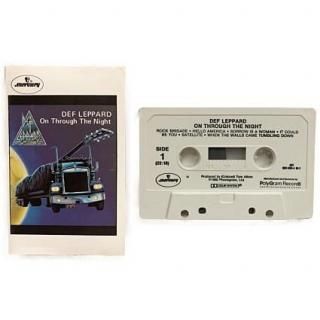 mercury
DEF LEPPARD
On Through The Night
DEF LEPPARD
mercury
DEF LEPPARD
ON THROUGH THE NIGHT
ROCK BRIGADE • HELLO AMERICA • SORROW IS A WOMAN • IT COULD
BE YOU • SATELLITE • WHEN THE WALLS CAME TUMBLING DOWN
SIDE
1
DOLBY SYSTEM
PolyGram Records